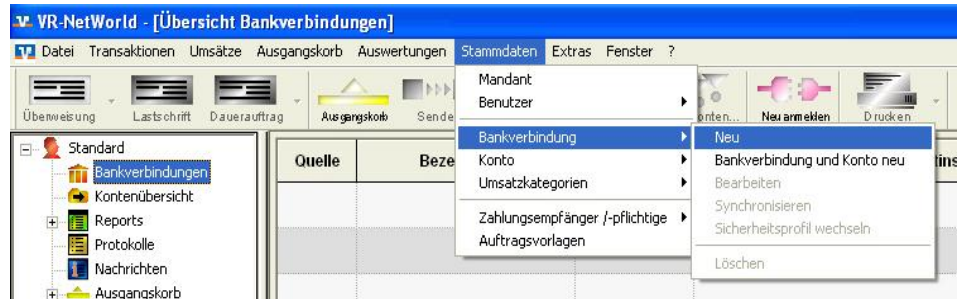 VR-NetWorld - [Übersicht Bankverbindungen]
Datei Transaktionen Umsätze Ausgangskorb Auswertungen Stammdaten Extras Fenster ?
Überweisung Lastschrift Dauerauftrag Ausgangskorb Sende onten... Neu anmelden Drucken
Mandant
Benutzer
Bankverbindung
Konto
Umsatzkategorien
Zahlungsempfänger /-pflichtige
Auftragsvorlagen
Neu
Bankverbindung und Konto neu
Bearbeiten
Synchronisieren
Sicherheitsprofil wechseln
Löschen
Standard
Bankverbindungen
Kontenübersicht
Reports
Protokolle
Nachrichten
Ausgangskorb
Quelle Beze tins